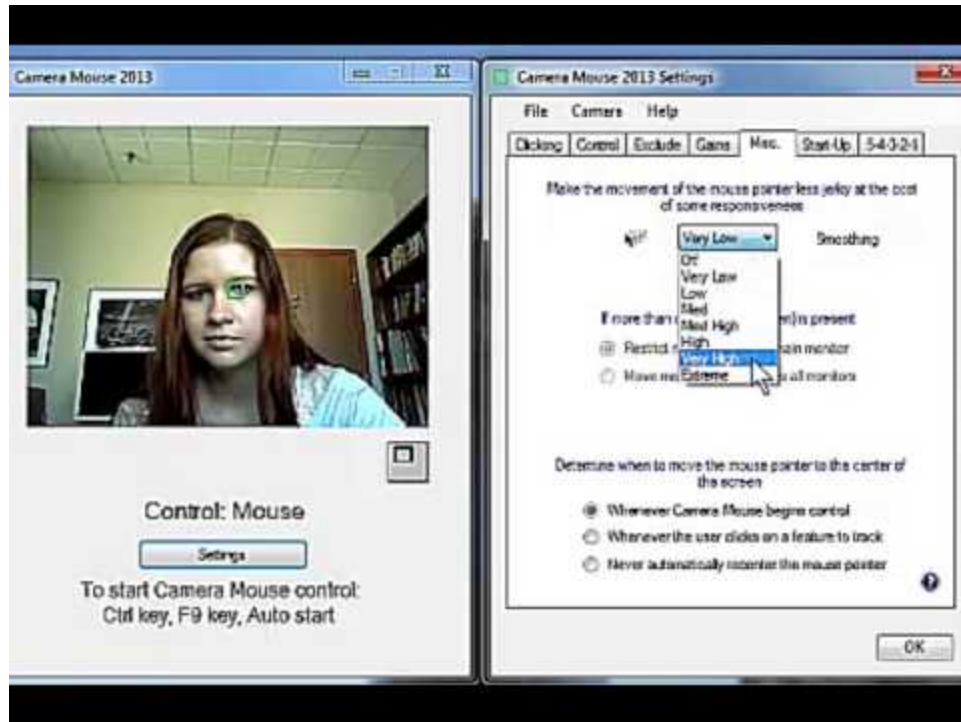 Camera Mouse 2013
Control: Mouse
Settings
To start Camera Mouse control:
Ctrl key, F9 key, Auto start
Camera Mouse 2013 Settings
File Camera Help
Clicking Control Exclude Gains Misc. Start-Up 5-4-3-2-1
Make the movement of the mouse pointer less jerky at the cost
of some responsiveness
Very Low Smoothing
Off
Very Low
Low
Med
Med High
High
Very High
Extreme
If more than is present
Restrict main monitor
Move all monitors
Determine when to move the mouse pointer to the center of
the screen
Whenever Camera Mouse begins control
Whenever the user clicks on a feature to track
Never automatically recenter the mouse pointer
?
OK